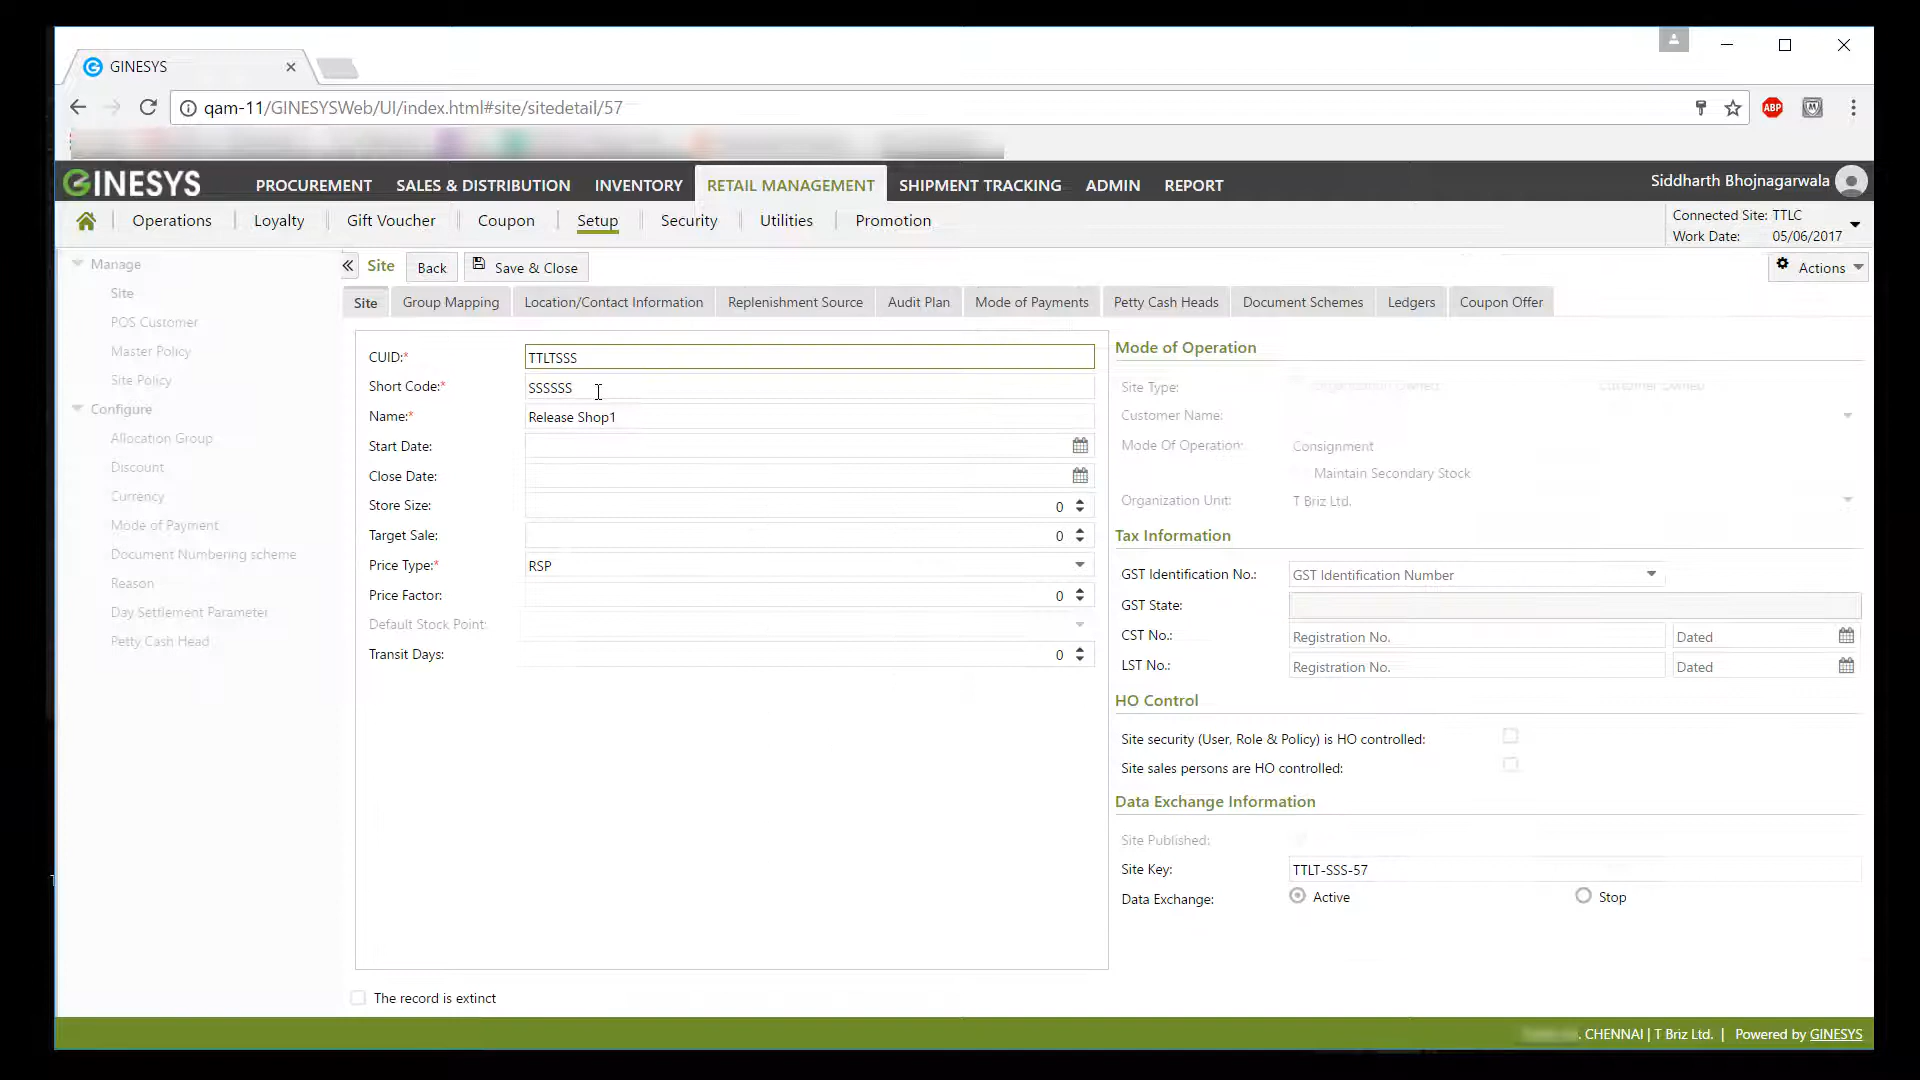 GINESYS
qam-11/GINESYSWeb/UI/index.html#site/sitedetail/57
ABP
GINESYS
PROCUREMENT SALES & DISTRIBUTION INVENTORY RETAIL MANAGEMENT SHIPMENT TRACKING ADMIN REPORT
Siddharth Bhojnagarwala
Operations Loyalty Gift Voucher Coupon Setup Security Utilities Promotion
Connected Site: TTLC
Work Date: 05/06/2017
Manage
Site
POS Customer
Master Policy
Site Policy
Configure
Allocation Group
Discount
Currency
Mode of Payment
Document Numbering scheme
Reason
Day Settlement Parameter
Petty Cash Head
Site Back Save & Close Actions
Site Group Mapping Location/Contact Information Replenishment Source Audit Plan Mode of Payments Petty Cash Heads Document Schemes Ledgers Coupon Offer
CUID:* TTLTSSS
Short Code:* SSSSSS
Name:* Release Shop1
Start Date:
Close Date:
Store Size: 0
Target Sale: 0
Price Type:* RSP
Price Factor: 0
Default Stock Point:
Transit Days: 0
Mode of Operation
Site Type: Organization Owned Customer Owned
Customer Name:
Mode Of Operation: Consignment
Maintain Secondary Stock
Organization Unit: T Briz Ltd.
Tax Information
GST Identification No.: GST Identification Number
GST State:
CST No.: Registration No. Dated
LST No.: Registration No. Dated
HO Control
Site security (User, Role & Policy) is HO controlled:
Site sales persons are HO controlled:
Data Exchange Information
Site Published:
Site Key: TTLT-SSS-57
Data Exchange: Active Stop
The record is extinct
. CHENNAI | T Briz Ltd. | Powered by GINESYS